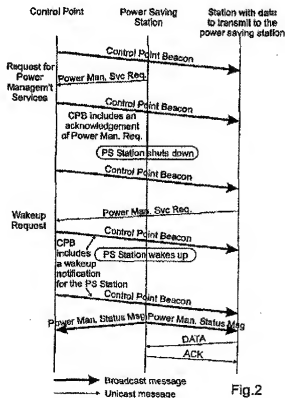 Control Point
Power Saving
Station
Station with data
to transmit to the
power saving station
Control Point Beacon
Request for
Power
Managem't
Services
Power Man. Svc Req.
Control Point Beacon
CPB includes an
acknowledgement
of Power Man. Req.
PS Station shuts down
Control Point Beacon
Power Man. Svc Req.
Wakeup
Request
Control Point Beacon
CPB
includes
a wakeup
notification
for the PS Station
PS Station wakes up
Control Point Beacon
Power Man. Status Msg
Power Man. Status Msg
DATA
ACK
Broadcast message
Unicast message
Fig.2